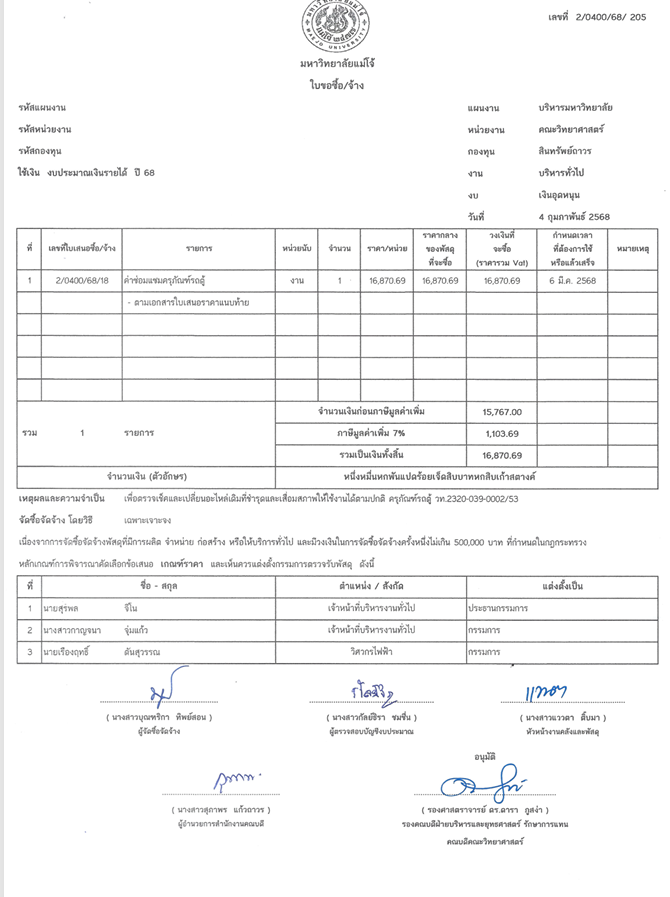 เลขที่ 2/0400/68/ 205
MAEJO UNIVERSITY
มหาวิทยาลัยแม่โจ้
ใบขอซื้อ/จ้าง
รหัสแผนงาน แผนงาน บริหารมหาวิทยาลัย
รหัสหน่วยงาน หน่วยงาน คณะวิทยาศาสตร์
รหัสกองทุน กองทุน สินทรัพย์ถาวร
ใช้เงิน งบประมาณเงินรายได้ ปี 68 งาน บริหารทั่วไป
งบ เงินอุดหนุน
วันที่ 4 กุมภาพันธ์ 2568
ที่ เลขที่ใบเสนอซื้อ/จ้าง รายการ หน่วยนับ จำนวน ราคา/หน่วย ราคากลางของพัสดุที่จะซื้อ วงเงินที่จะซื้อ (ราคารวม Vat) กำหนดเวลาที่ต้องการใช้หรือแล้วเสร็จ หมายเหตุ
1 2/0400/68/18 ค่าซ่อมแซมครุภัณฑ์รถตู้ งาน 1 16,870.69 16,870.69 16,870.69 6 มี.ค. 2568
- ตามเอกสารใบเสนอราคาแนบท้าย
จำนวนเงินก่อนภาษีมูลค่าเพิ่ม 15,767.00
รวม 1 รายการ ภาษีมูลค่าเพิ่ม 7% 1,103.69
รวมเป็นเงินทั้งสิ้น 16,870.69
จำนวนเงิน (ตัวอักษร) หนึ่งหมื่นหกพันแปดร้อยเจ็ดสิบบาทหกสิบเก้าสตางค์
เหตุผลและความจำเป็น เพื่อตรวจเช็คและเปลี่ยนอะไหล่เดิมที่ชำรุดและเสื่อมสภาพให้ใช้งานได้ตามปกติ ครุภัณฑ์รถตู้ วท.2320-039-0002/53
จัดซื้อจัดจ้าง โดยวิธี เฉพาะเจาะจง
เนื่องจากการจัดซื้อจัดจ้างพัสดุที่มีการผลิต จำหน่าย ก่อสร้าง หรือให้บริการทั่วไป และมีวงเงินในการจัดซื้อจัดจ้างครั้งหนึ่งไม่เกิน 500,000 บาท ที่กำหนดในกฎกระทรวง
หลักเกณฑ์การพิจารณาคัดเลือกข้อเสนอ เกณฑ์ราคา และเห็นควรแต่งตั้งกรรมการตรวจรับพัสดุ ดังนี้
ที่ ชื่อ - สกุล ตำแหน่ง / สังกัด แต่งตั้งเป็น
1 นายสุรพล จีโน เจ้าหน้าที่บริหารงานทั่วไป ประธานกรรมการ
2 นางสาวกาญจนา จุ่มแก้ว เจ้าหน้าที่บริหารงานทั่วไป กรรมการ
3 นายเรืองฤทธิ์ ตันสุวรรณ วิศวกรไฟฟ้า กรรมการ
( นางสาวบุณฑริกา ทิพย์สอน ) ( นางสาวกัลย์ธิรา ชมชื่น ) ( นางสาวแววดา ติ๊บมา )
ผู้จัดซื้อจัดจ้าง ผู้ตรวจสอบบัญชีงบประมาณ หัวหน้างานคลังและพัสดุ
อนุมัติ
( นางสาวสุภาพร แก้วถาวร ) ( รองศาสตราจารย์ ดร.ดารา ภูสง่า )
ผู้อำนวยการสำนักงานคณบดี รองคณบดีฝ่ายบริหารและยุทธศาสตร์ รักษาการแทน
คณบดีคณะวิทยาศาสตร์